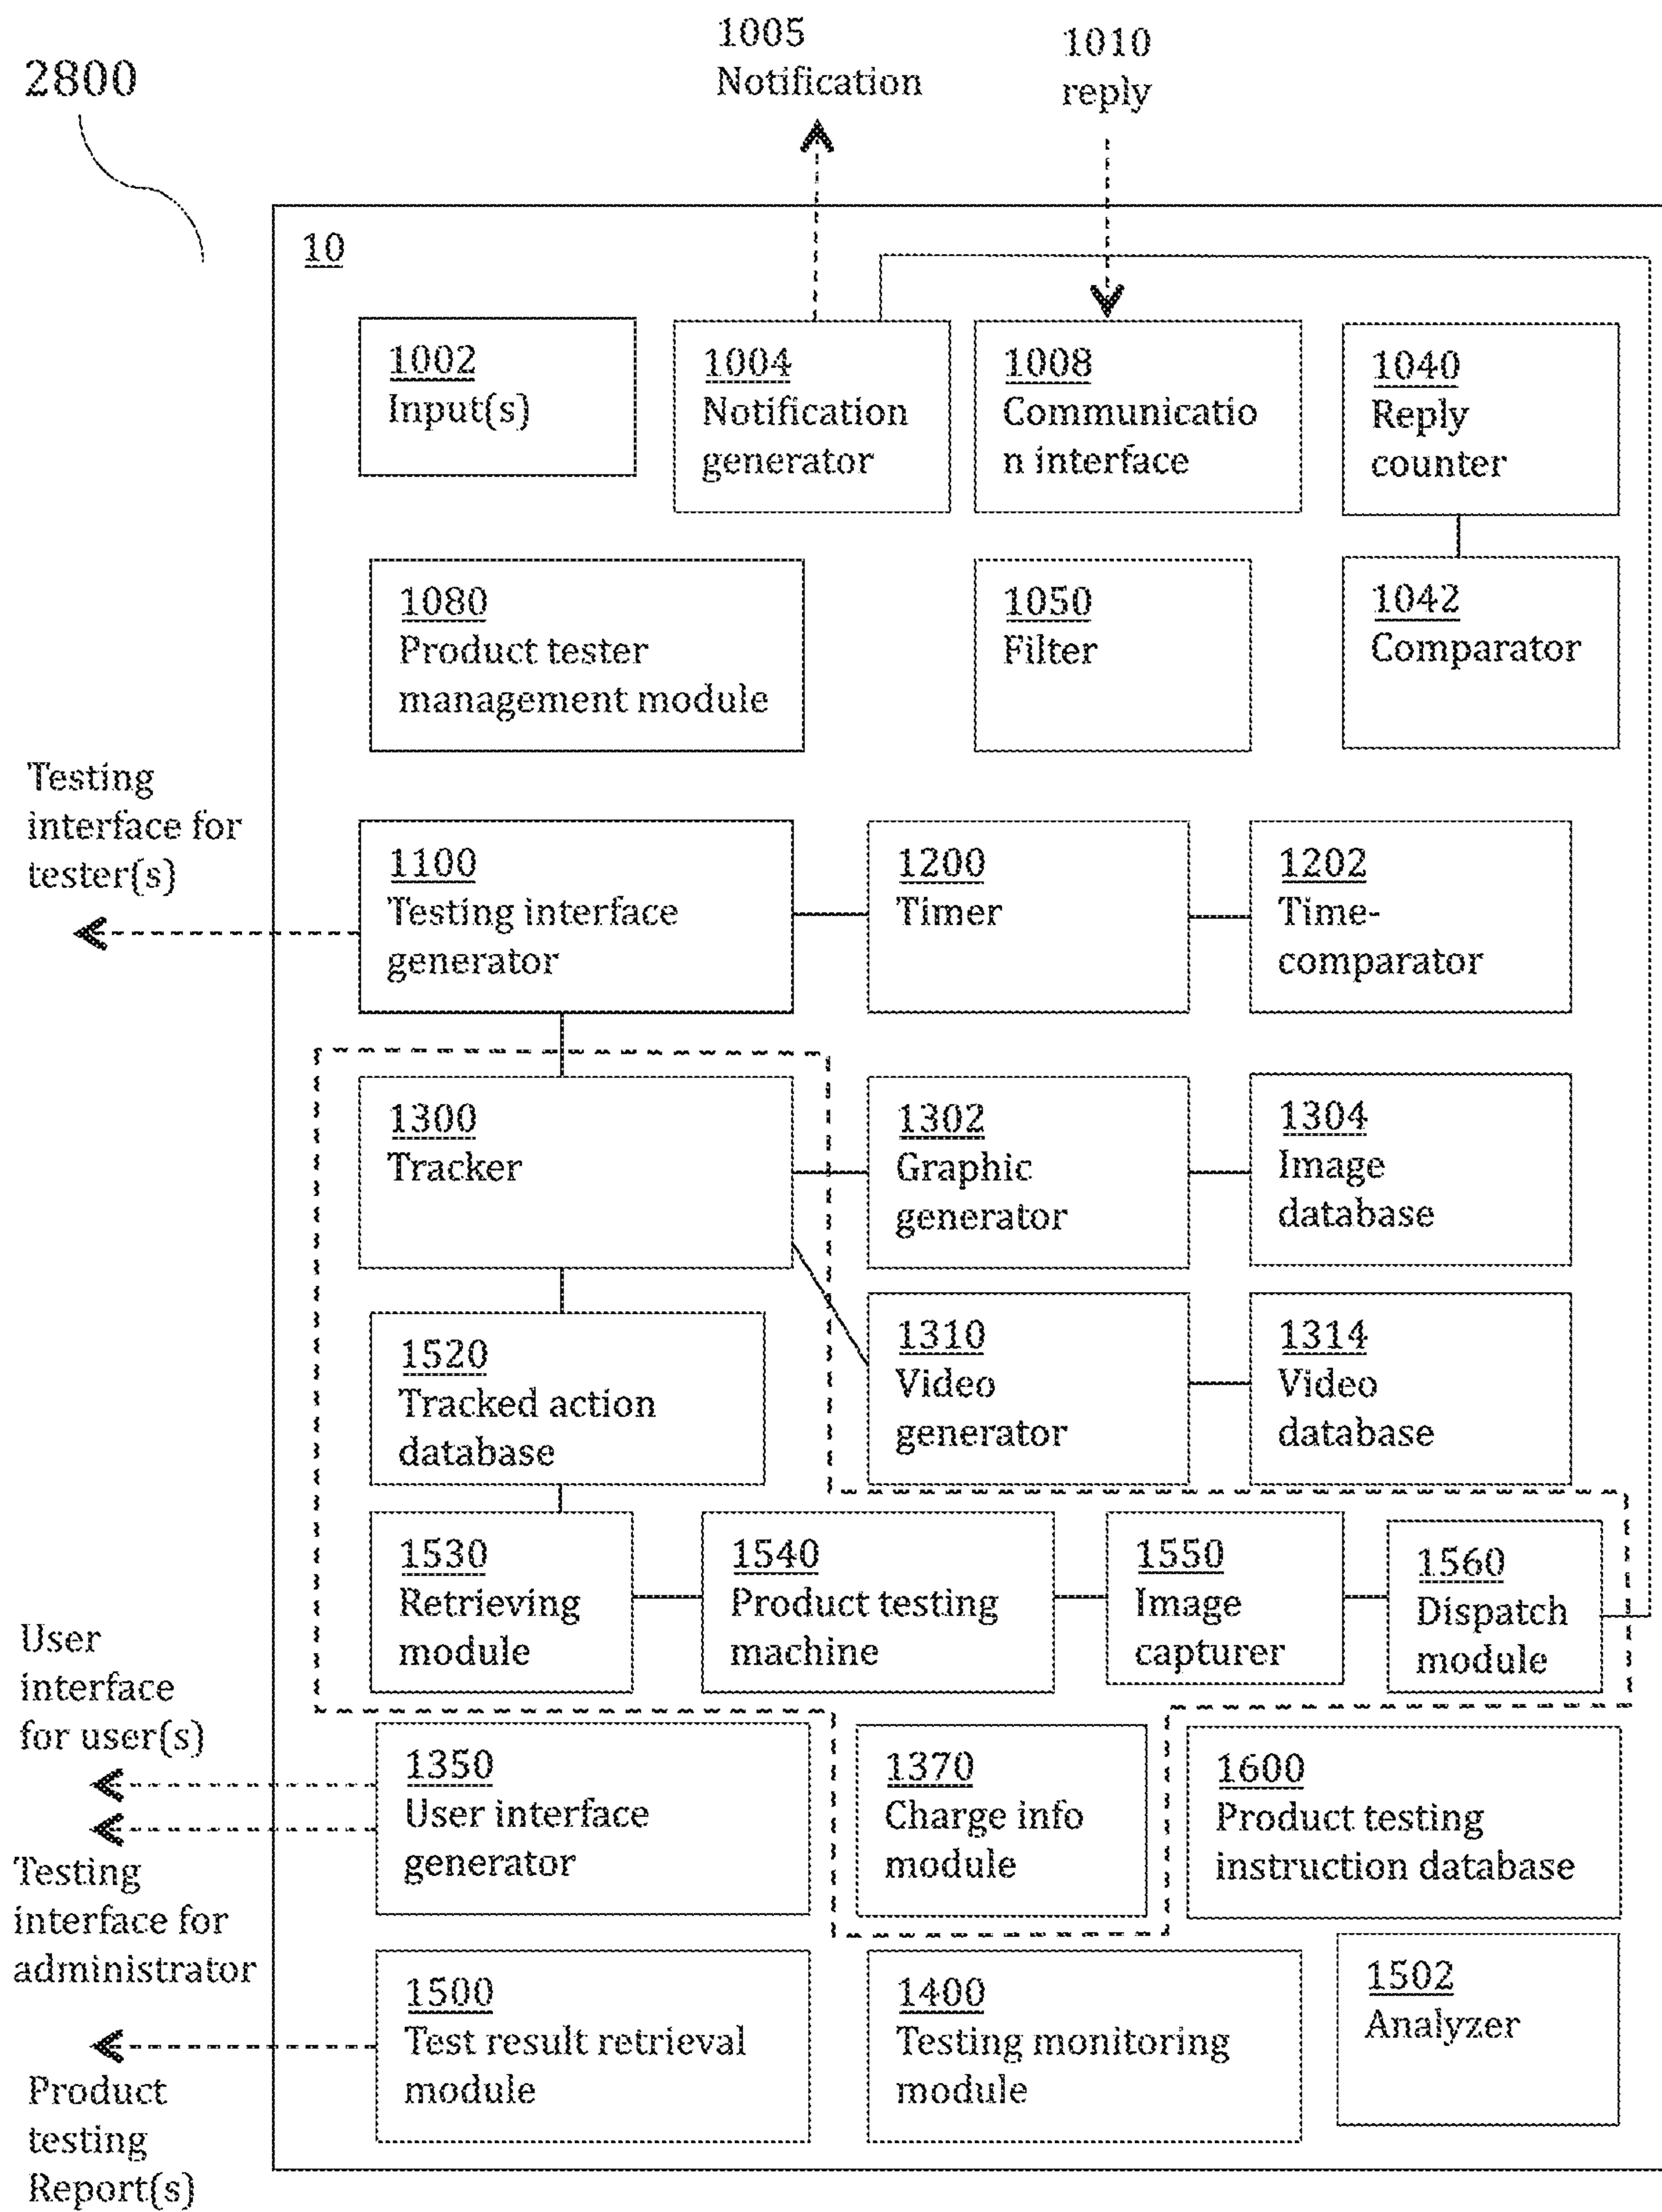 2800
1005
Notification
1010
reply
10
1002
Input(s)
1004
Notification
generator
1008
Communicatio
n interface
1040
Reply
counter
1080
Product tester
management module
1050
Filter
1042
Comparator
Testing
interface for
tester(s)
1100
Testing interface
generator
1200
Timer
1202
Time-
comparator
1300
Tracker
1302
Graphic
generator
1304
Image
database
1520
Tracked action
database
1310
Video
generator
1314
Video
database
1530
Retrieving
module
1540
Product testing
machine
1550
Image
capturer
1560
Dispatch
module
User
interface
for user(s)
1350
User interface
generator
1370
Charge info
module
1600
Product testing
instruction database
Testing
interface for
administrator
1500
Test result retrieval
module
1400
Testing monitoring
module
1502
Analyzer
Product
testing
Report(s)